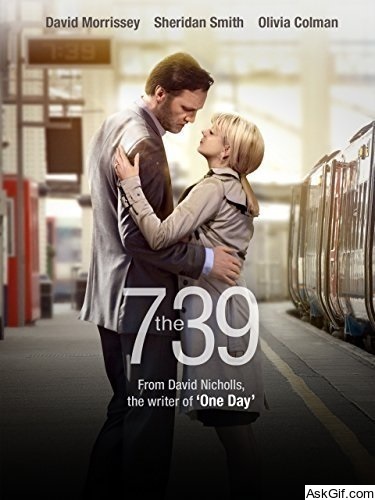 David Morrissey Sheridan Smith Olivia Colman
7:39
the 739
From David Nicholls,
the writer of 'One Day'
AskGif.com